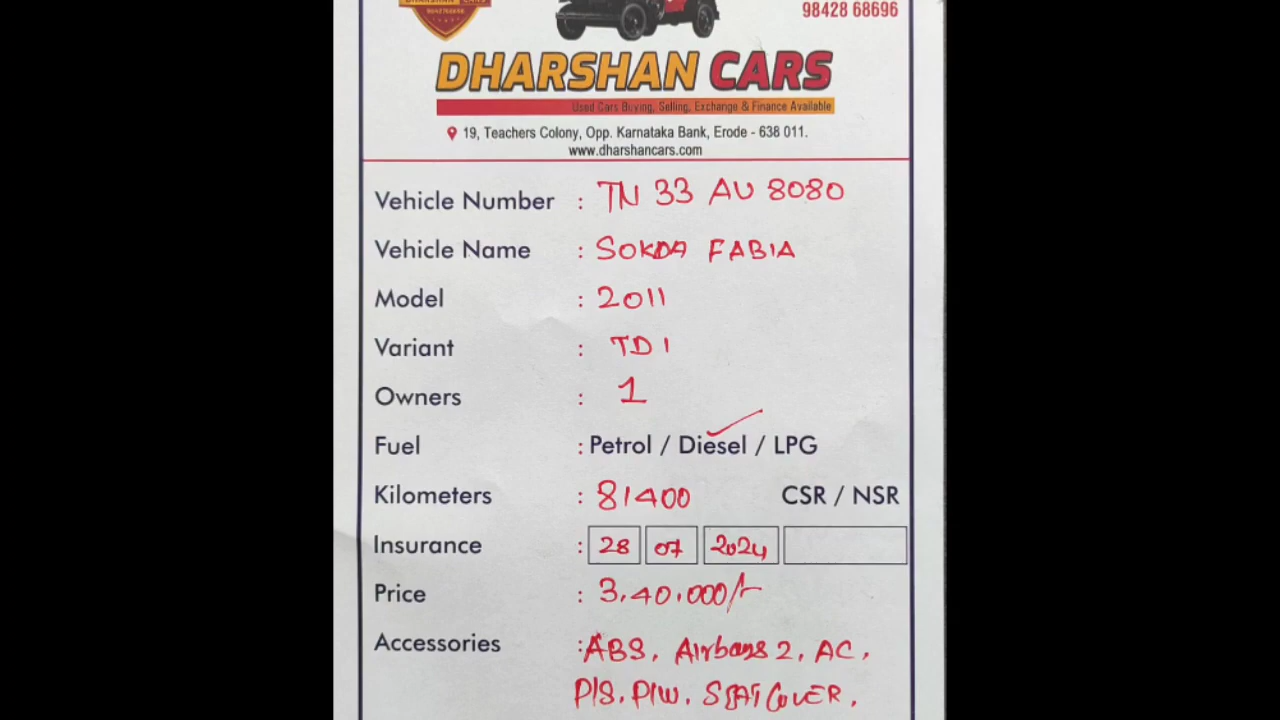 DHARSHAN CARS
98428 68696
DHARSHAN CARS
Used Cars Buying, Selling, Exchange & Finance Available
19, Teachers Colony, Opp. Karnataka Bank, Erode - 638 011.
www.dharshancars.com
Vehicle Number : TN 33 AU 8080
Vehicle Name : SOKDA FABIA
Model : 2011
Variant : TDI
Owners : 1
Fuel : Petrol / Diesel / LPG
Kilometers : 81400 CSR / NSR
Insurance : 28 07 2024
Price : 3,40,000/-
Accessories : ABS, Airbags 2, AC,
P/S, P/W, SEAT COVER,